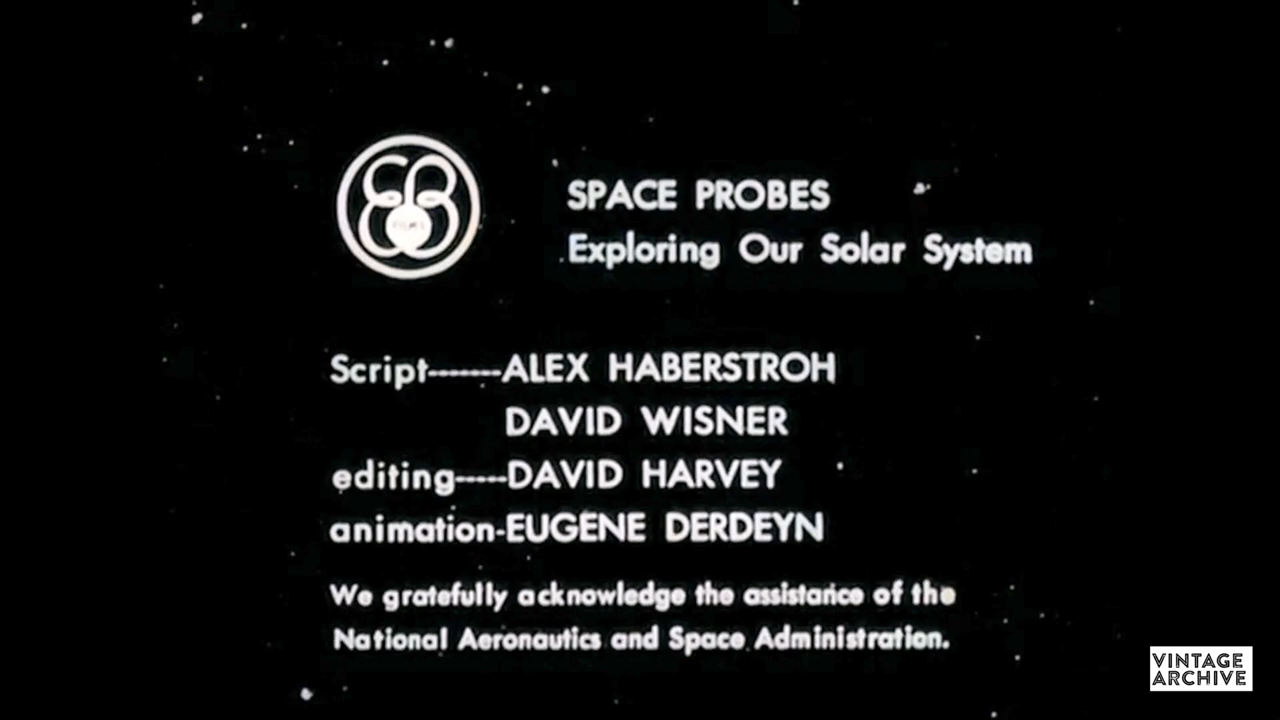 SPACE PROBES
Exploring Our Solar System
Script-------ALEX HABERSTROH
DAVID WISNER
editing-----DAVID HARVEY
animation-EUGENE DERDEYN
We gratefully acknowledge the assistance of the
National Aeronautics and Space Administration.
VINTAGE
ARCHIVE